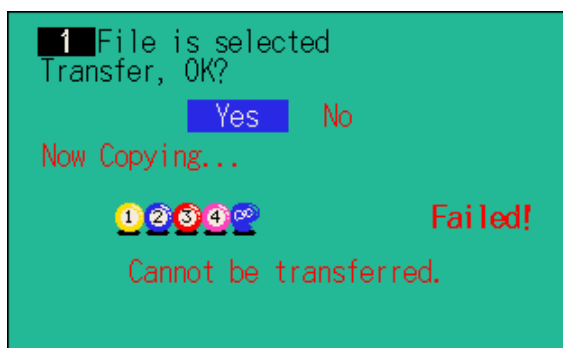 1 File is selected
Transfer, OK?
Yes No
Now Copying...
1 2 3 4 Failed!
Cannot be transferred.